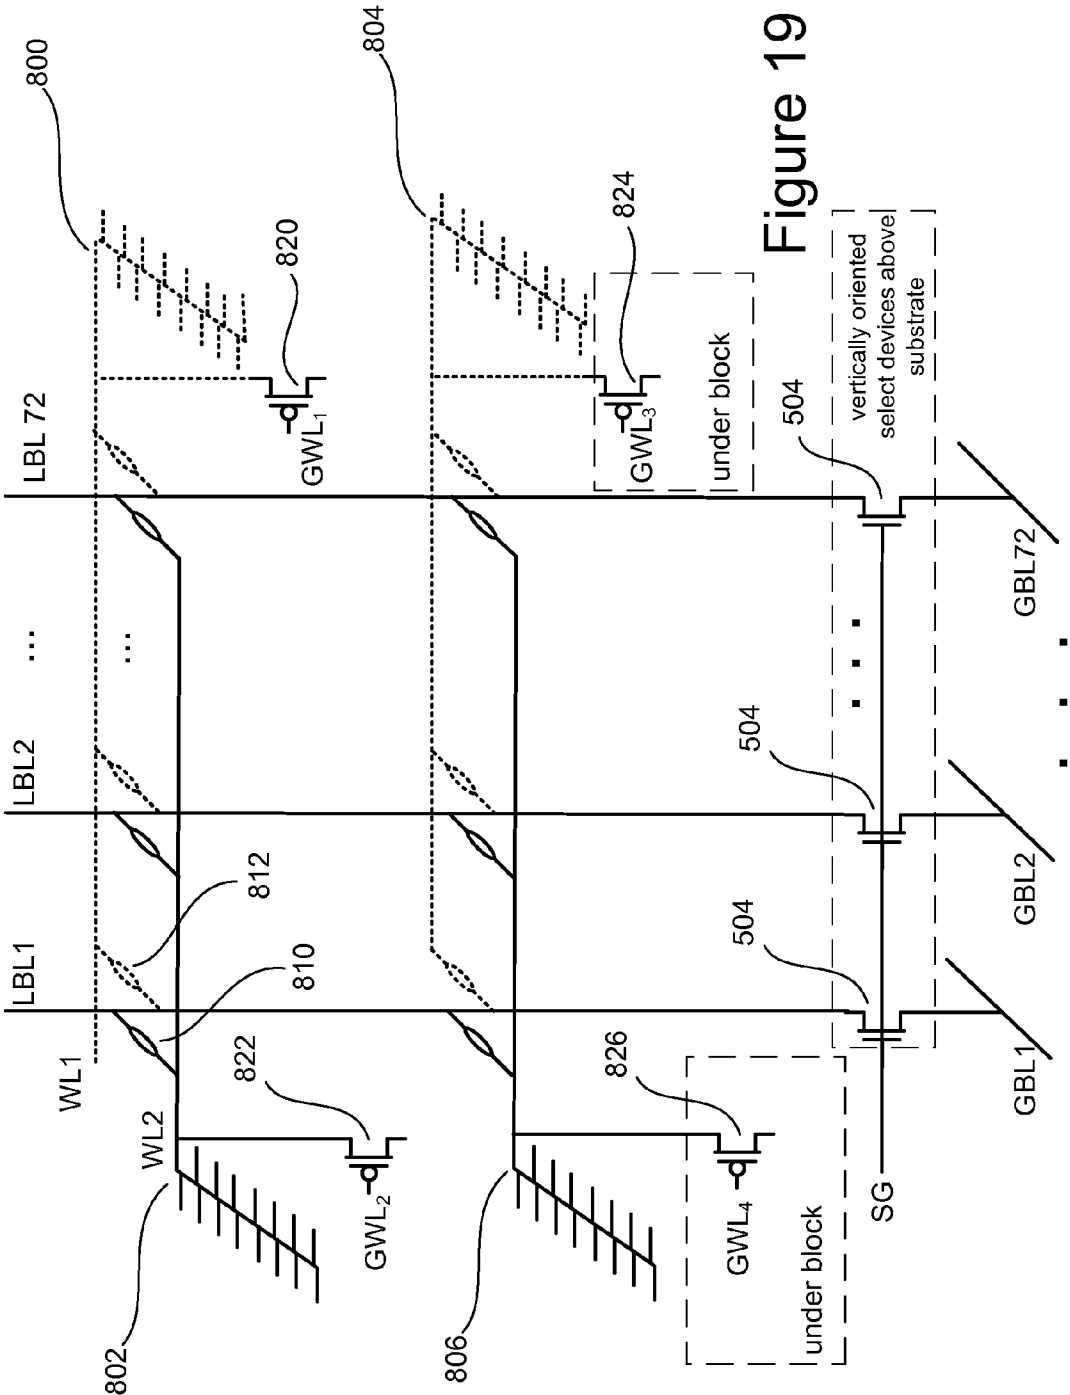 800
804
Figure 19
820
824
LBL 72
GWL₁
GWL₃
under block
vertically oriented
select devices above
substrate
504
GBL72
...
...
. . .
. . .
LBL2
504
GBL2
812
LBL1
810
504
GBL1
WL1
822
826
WL2
GWL₂
GWL₄
under block
SG
802
806